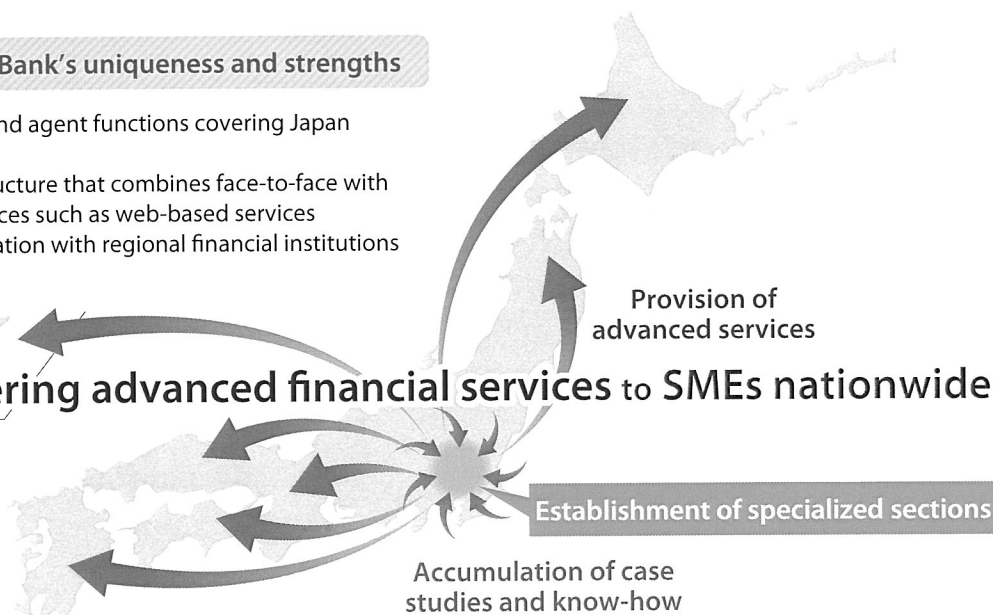 Bank's uniqueness and strengths
nd agent functions covering Japan
ucture that combines face-to-face with
ces such as web-based services
ation with regional financial institutions
Provision of
advanced services
ering advanced financial services to SMEs nationwide
Establishment of specialized sections
Accumulation of case
studies and know-how